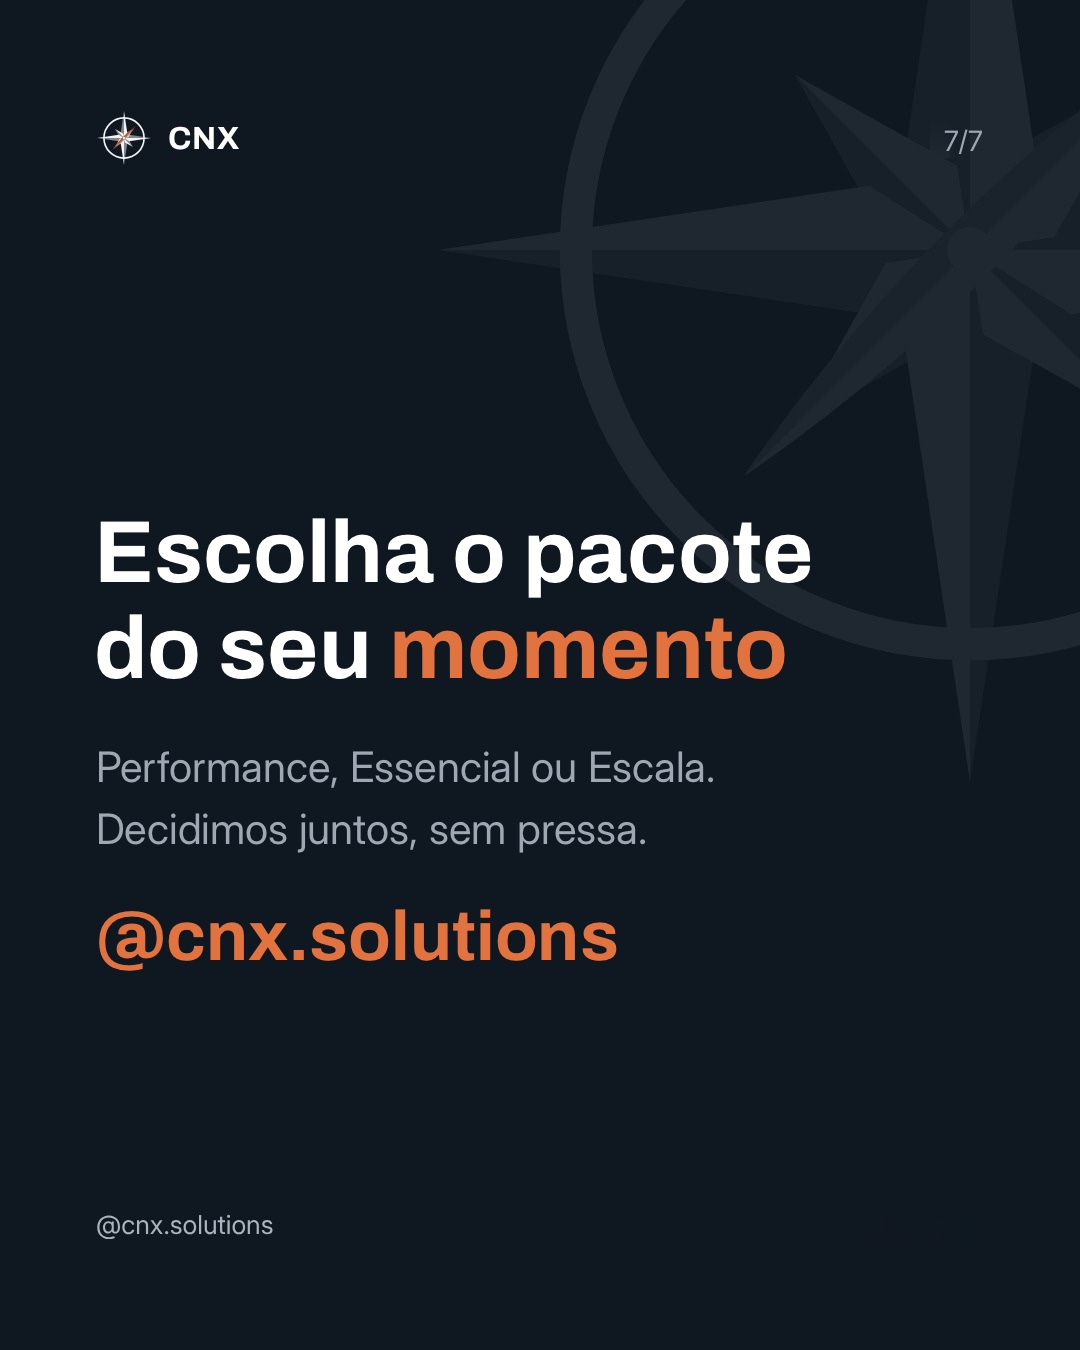 CNX
7/7
Escolha o pacote
do seu momento
Performance, Essencial ou Escala.
Decidimos juntos, sem pressa.
@cnx.solutions
@cnx.solutions